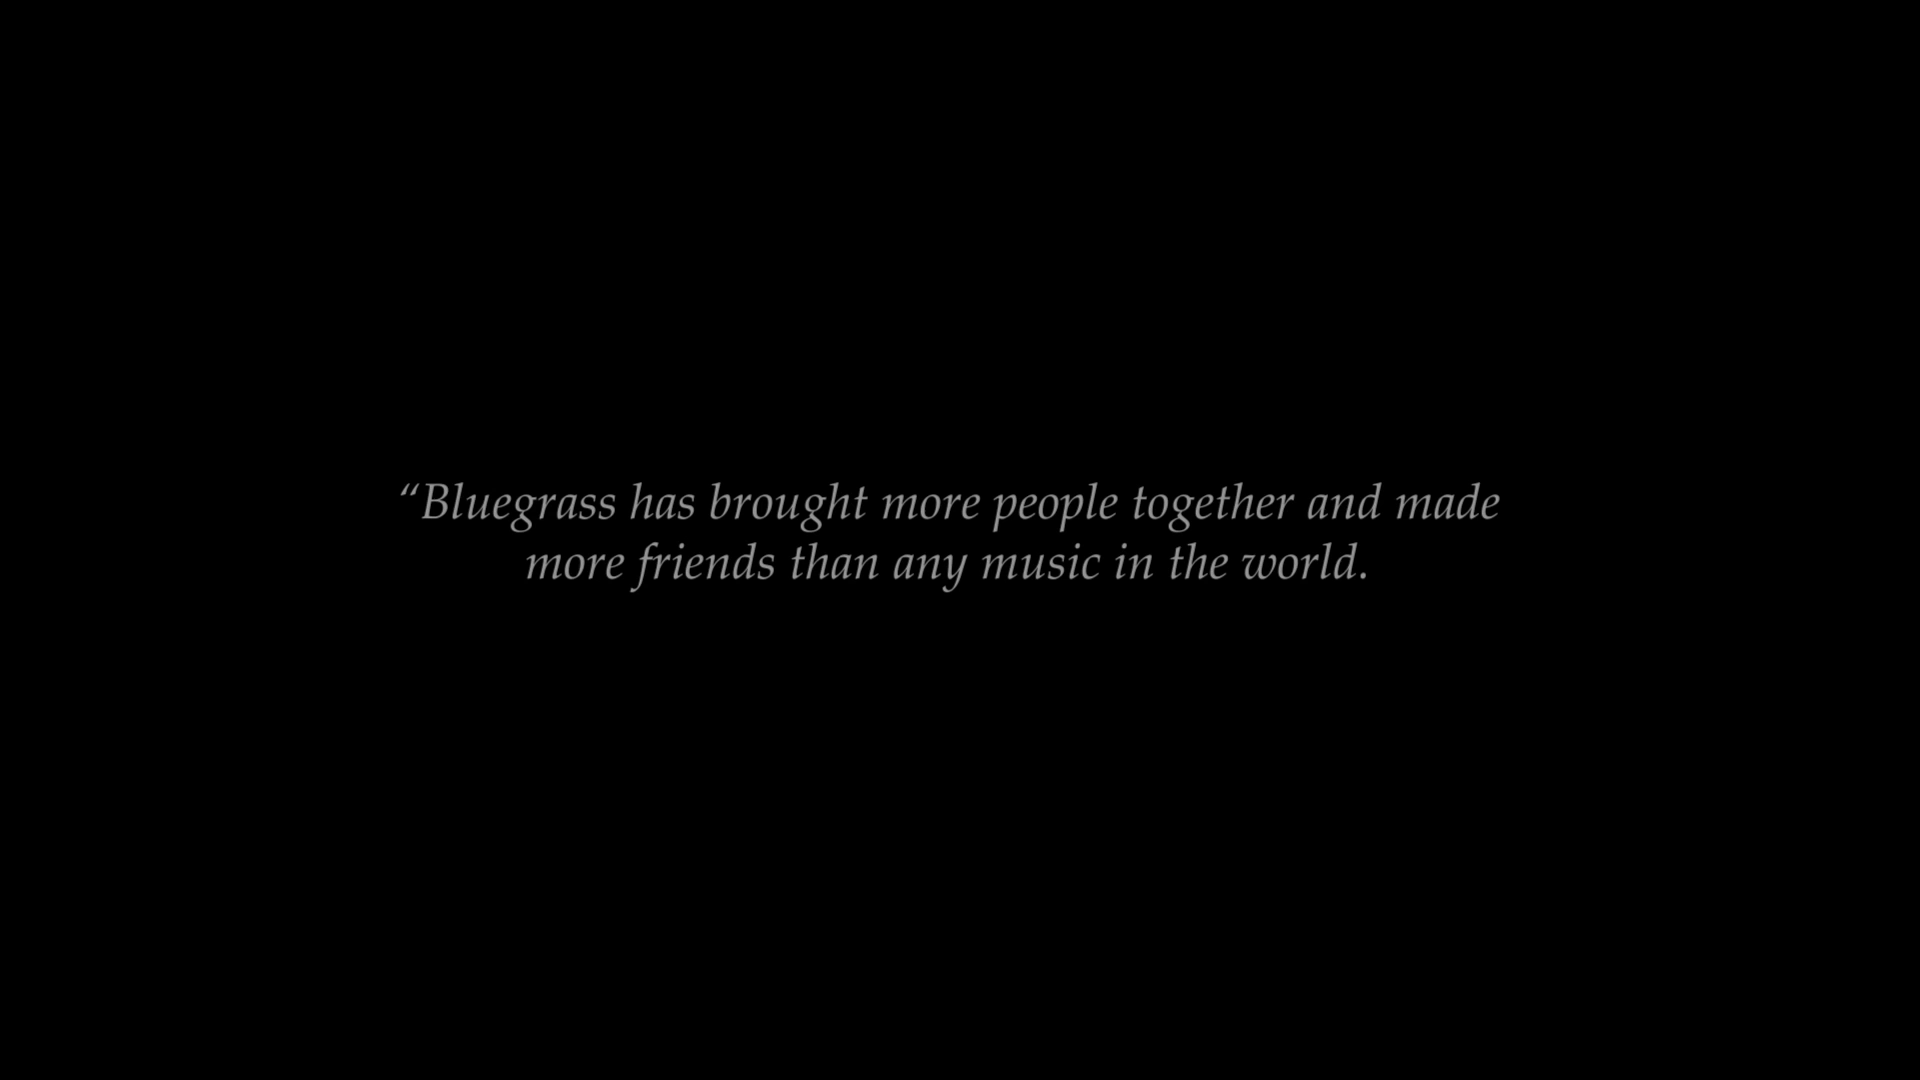 “Bluegrass has brought more people together and made
more friends than any music in the world.